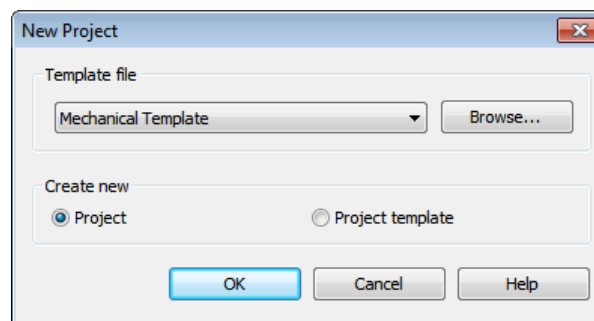 New Project
Template file
Mechanical Template
Browse...
Create new
Project
Project template
OK
Cancel
Help